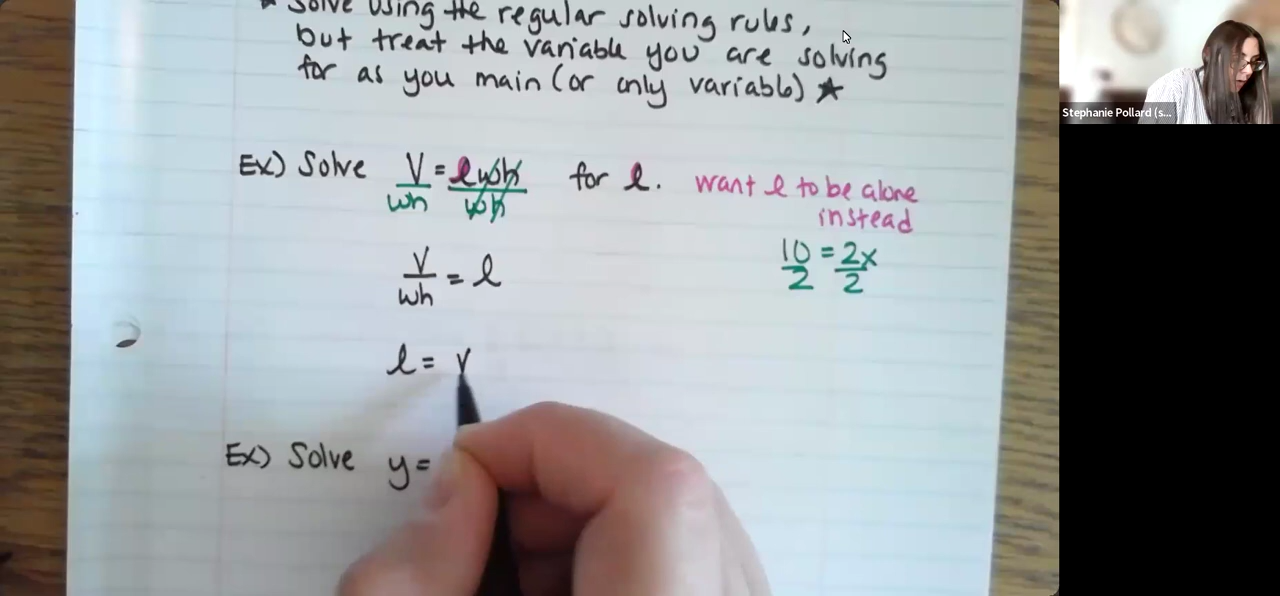 * Solve using the regular solving rules,
but treat the variable you are solving
for as you main (or only variable) ★
Ex) Solve V/wh = lwh/wh for l. want l to be alone
instead
10/2 = 2x/2
V/wh = l
l = V
Ex) Solve y =
Stephanie Pollard (s...